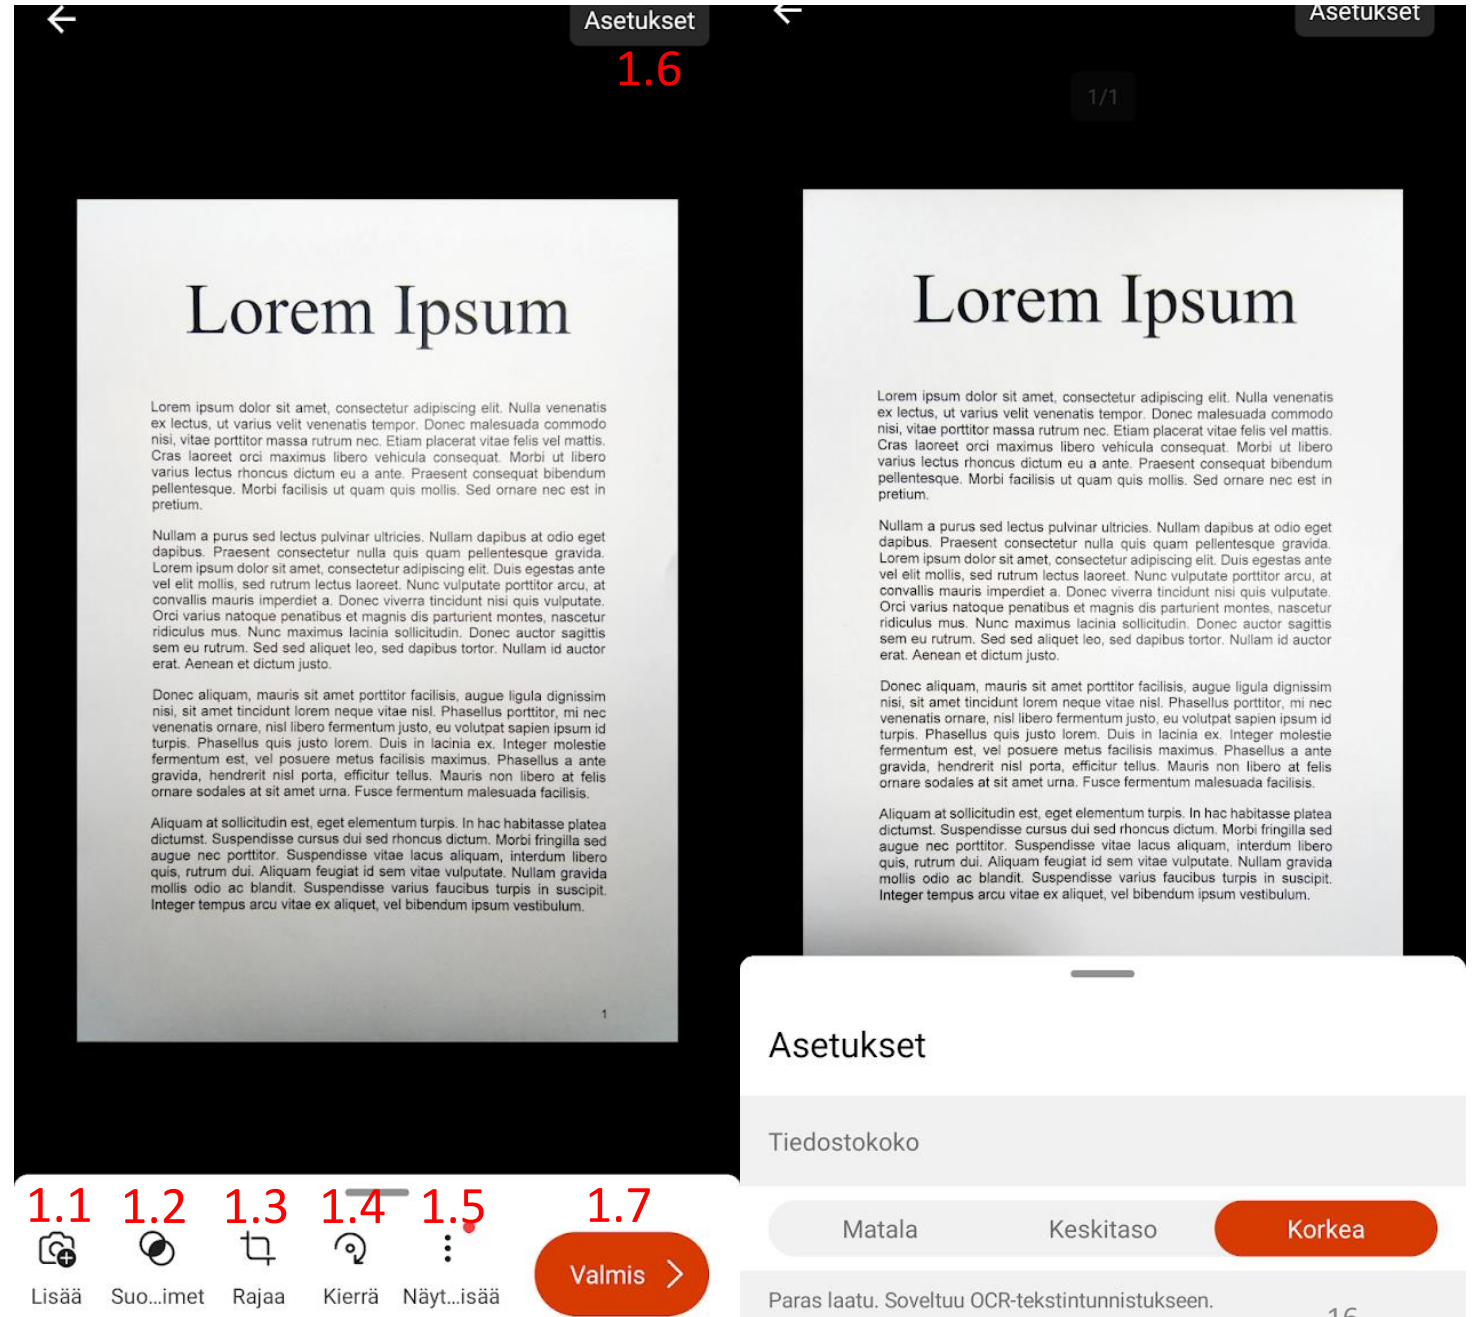 Asetukset
1.6
Lorem Ipsum
Lorem ipsum dolor sit amet, consectetur adipiscing elit. Nulla venenatis
ex lectus, ut varius velit venenatis tempor. Donec malesuada commodo
nisi, vitae porttitor massa rutrum nec. Etiam placerat vitae felis vel mattis.
Cras laoreet orci maximus libero vehicula consequat. Morbi ut libero
varius lectus rhoncus dictum eu a ante. Praesent consequat bibendum
pellentesque. Morbi facilisis ut quam quis mollis. Sed ornare nec est in
pretium.
Nullam a purus sed lectus pulvinar ultricies. Nullam dapibus at odio eget
dapibus. Praesent consectetur nulla quis quam pellentesque gravida.
Lorem ipsum dolor sit amet, consectetur adipiscing elit. Duis egestas ante
vel elit mollis, sed rutrum lectus laoreet. Nunc vulputate porttitor arcu, at
convallis mauris imperdiet a. Donec viverra tincidunt nisi quis vulputate.
Orci varius natoque penatibus et magnis dis parturient montes, nascetur
ridiculus mus. Nunc maximus lacinia sollicitudin. Donec auctor sagittis
sem eu rutrum. Sed sed aliquet leo, sed dapibus tortor. Nullam id auctor
erat. Aenean et dictum justo.
Donec aliquam, mauris sit amet porttitor facilisis, augue ligula dignissim
nisi, sit amet tincidunt lorem neque vitae nisl. Phasellus porttitor, mi nec
venenatis ornare, nisl libero fermentum justo, eu volutpat sapien ipsum id
turpis. Phasellus quis justo lorem. Duis in lacinia ex. Integer molestie
fermentum est, vel posuere metus facilisis maximus. Phasellus a ante
gravida, hendrerit nisl porta, efficitur tellus. Mauris non libero at felis
ornare sodales at sit amet urna. Fusce fermentum malesuada facilisis.
Aliquam at sollicitudin est, eget elementum turpis. In hac habitasse platea
dictumst. Suspendisse cursus dui sed rhoncus dictum. Morbi fringilla sed
augue nec porttitor. Suspendisse vitae lacus aliquam, interdum libero
quis, rutrum dui. Aliquam feugiat id sem vitae vulputate. Nullam gravida
mollis odio ac blandit. Suspendisse varius faucibus turpis in suscipit.
Integer tempus arcu vitae ex aliquet, vel bibendum ipsum vestibulum.
1
1.1 1.2 1.3 1.4 1.5 1.7
Lisää Suo...imet Rajaa Kierrä Näyt...isää Valmis
Asetukset
1/1
Lorem Ipsum
Lorem ipsum dolor sit amet, consectetur adipiscing elit. Nulla venenatis
ex lectus, ut varius velit venenatis tempor. Donec malesuada commodo
nisi, vitae porttitor massa rutrum nec. Etiam placerat vitae felis vel mattis.
Cras laoreet orci maximus libero vehicula consequat. Morbi ut libero
varius lectus rhoncus dictum eu a ante. Praesent consequat bibendum
pellentesque. Morbi facilisis ut quam quis mollis. Sed ornare nec est in
pretium.
Nullam a purus sed lectus pulvinar ultricies. Nullam dapibus at odio eget
dapibus. Praesent consectetur nulla quis quam pellentesque gravida.
Lorem ipsum dolor sit amet, consectetur adipiscing elit. Duis egestas ante
vel elit mollis, sed rutrum lectus laoreet. Nunc vulputate porttitor arcu, at
convallis mauris imperdiet a. Donec viverra tincidunt nisi quis vulputate.
Orci varius natoque penatibus et magnis dis parturient montes, nascetur
ridiculus mus. Nunc maximus lacinia sollicitudin. Donec auctor sagittis
sem eu rutrum. Sed sed aliquet leo, sed dapibus tortor. Nullam id auctor
erat. Aenean et dictum justo.
Donec aliquam, mauris sit amet porttitor facilisis, augue ligula dignissim
nisi, sit amet tincidunt lorem neque vitae nisl. Phasellus porttitor, mi nec
venenatis ornare, nisl libero fermentum justo, eu volutpat sapien ipsum id
turpis. Phasellus quis justo lorem. Duis in lacinia ex. Integer molestie
fermentum est, vel posuere metus facilisis maximus. Phasellus a ante
gravida, hendrerit nisl porta, efficitur tellus. Mauris non libero at felis
ornare sodales at sit amet urna. Fusce fermentum malesuada facilisis.
Aliquam at sollicitudin est, eget elementum turpis. In hac habitasse platea
dictumst. Suspendisse cursus dui sed rhoncus dictum. Morbi fringilla sed
augue nec porttitor. Suspendisse vitae lacus aliquam, interdum libero
quis, rutrum dui. Aliquam feugiat id sem vitae vulputate. Nullam gravida
mollis odio ac blandit. Suspendisse varius faucibus turpis in suscipit.
Integer tempus arcu vitae ex aliquet, vel bibendum ipsum vestibulum.
Asetukset
Tiedostokoko
Matala Keskitaso Korkea
Paras laatu. Soveltuu OCR-tekstintunnistukseen.